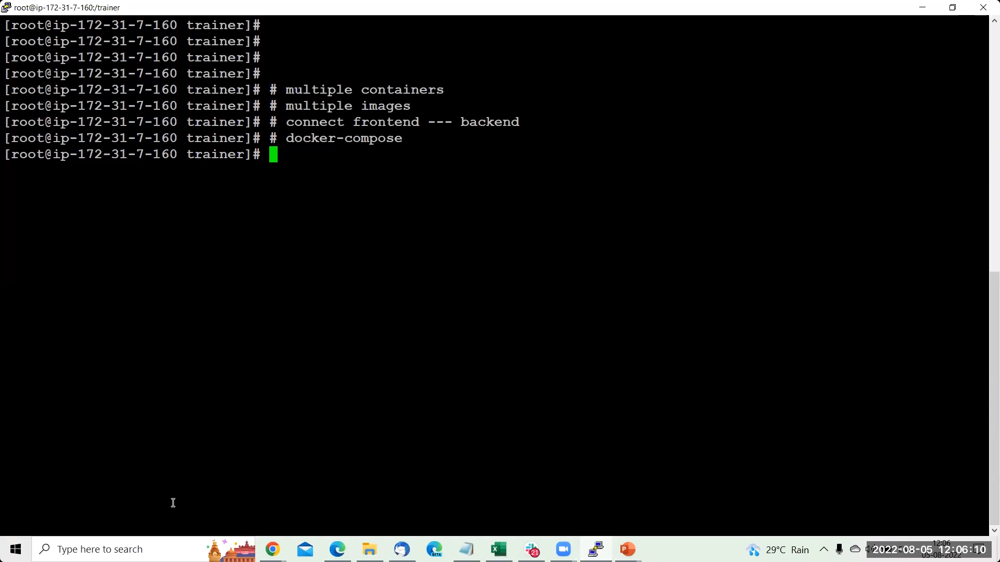 root@ip-172-31-7-160:/trainer
[root@ip-172-31-7-160 trainer]#
[root@ip-172-31-7-160 trainer]#
[root@ip-172-31-7-160 trainer]#
[root@ip-172-31-7-160 trainer]#
[root@ip-172-31-7-160 trainer]# # multiple containers
[root@ip-172-31-7-160 trainer]# # multiple images
[root@ip-172-31-7-160 trainer]# # connect frontend --- backend
[root@ip-172-31-7-160 trainer]# # docker-compose
[root@ip-172-31-7-160 trainer]#
Type here to search
BETA
21
29°C Rain
12:06
2022-08-05 12:06:10
05-08-2022